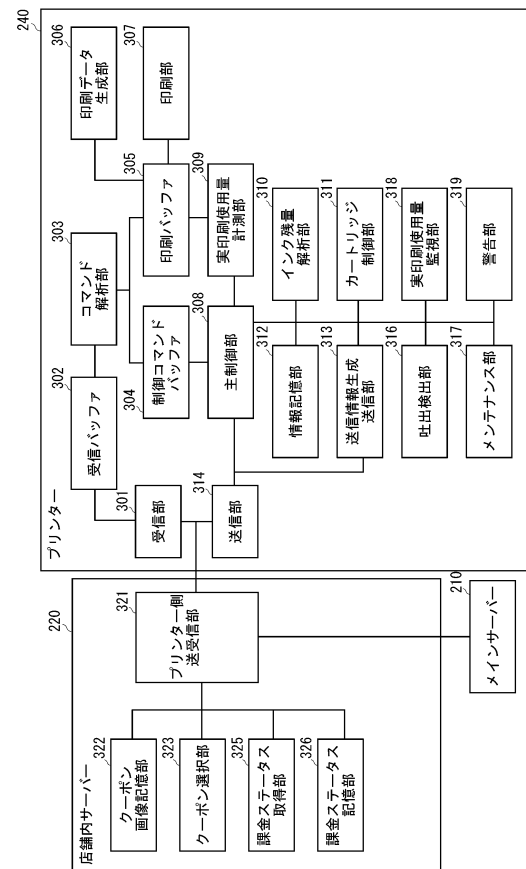 プリンター
240
302
受信バッファ
303
コマンド
解析部
306
印刷データ
生成部
304
制御コマンド
バッファ
305
印刷バッファ
307
印刷部
301
受信部
314
送信部
308
主制御部
309
実印刷使用量
計測部
312
情報記憶部
310
インク残量
解析部
313
送信情報生成
送信部
311
カートリッジ
制御部
316
吐出検出部
318
実印刷使用量
監視部
317
メンテナンス部
319
警告部
店舗内サーバー
220
322
クーポン
画像記憶部
323
クーポン選択部
325
課金ステータス
取得部
326
課金ステータス
記憶部
321
プリンター側
送受信部
210
メインサーバー